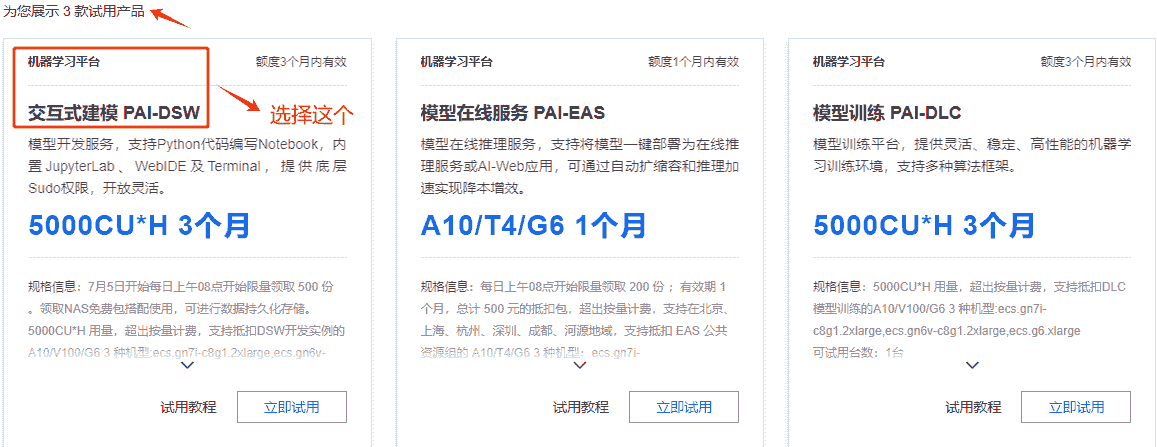 为您展示 3 款试用产品
机器学习平台 额度3个月内有效
交互式建模 PAI-DSW
选择这个
模型开发服务，支持Python代码编写Notebook，内
置JupyterLab、WebIDE及Terminal，提供底层
Sudo权限，开放灵活。
5000CU*H 3个月
规格信息：7月5日开始每日上午08点开始限量领取 500 份
。领取NAS免费包搭配使用，可进行数据持久化存储。
5000CU*H 用量，超出按量计费，支持抵扣DSW开发实例的
A10/V100/G6 3 种机型:ecs.gn7i-c8g1.2xlarge,ecs.gn6v-
试用教程 立即试用
机器学习平台 额度1个月内有效
模型在线服务 PAI-EAS
模型在线推理服务，支持将模型一键部署为在线推
理服务或AI-Web应用，可通过自动扩缩容和推理加
速实现降本增效。
A10/T4/G6 1个月
规格信息：每日上午08点开始限量领取 200 份 ；有效期 1
个月，总计 500 元的抵扣包，超出按量计费，支持在北京、
上海、杭州、深圳、成都、河源地域，支持抵扣 EAS 公共
资源组的 A10/T4/G6 3 种机型：ecs.gn7i-
试用教程 立即试用
机器学习平台 额度3个月内有效
模型训练 PAI-DLC
模型训练平台，提供灵活、稳定、高性能的机器学
习训练环境，支持多种算法框架。
5000CU*H 3个月
规格信息：5000CU*H 用量，超出按量计费，支持抵扣DLC
模型训练的A10/V100/G6 3 种机型:ecs.gn7i-
c8g1.2xlarge,ecs.gn6v-c8g1.2xlarge,ecs.g6.xlarge
可试用台数：1台
试用教程 立即试用